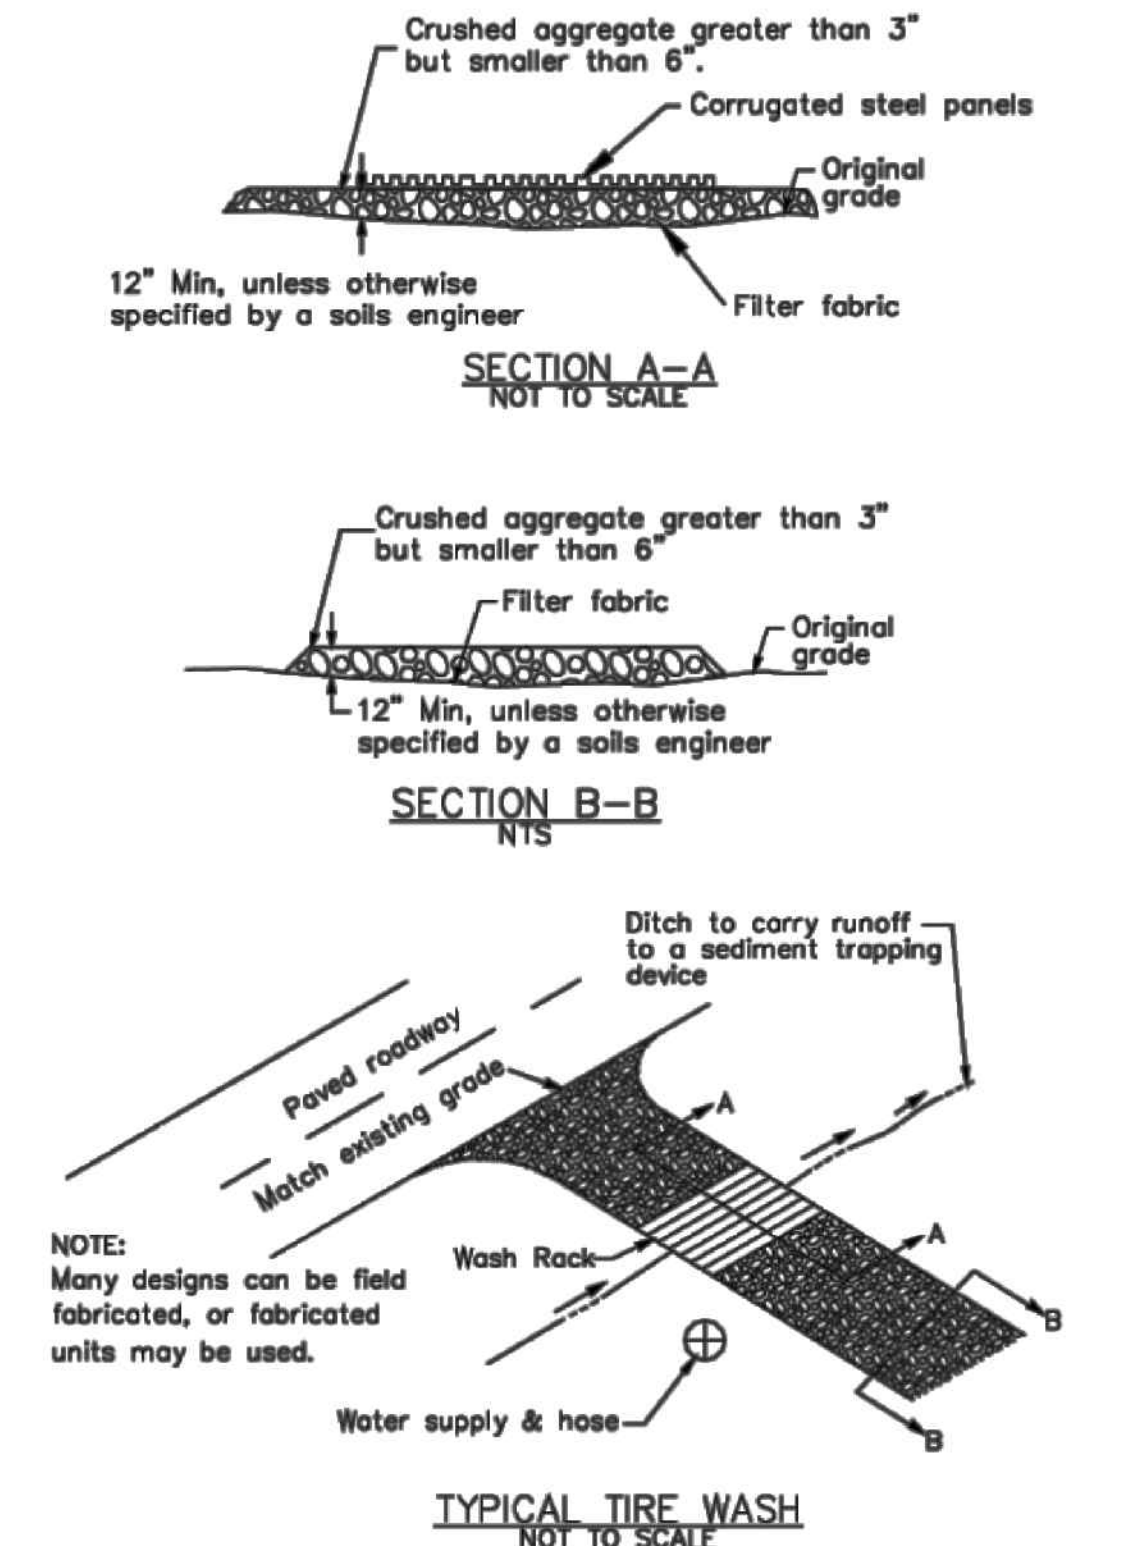 Crushed aggregate greater than 3"
but smaller than 6".
Corrugated steel panels
Original
grade
12" Min, unless otherwise
specified by a soils engineer
Filter fabric
SECTION A-A
NOT TO SCALE
Crushed aggregate greater than 3"
but smaller than 6"
Filter fabric
Original
grade
12" Min, unless otherwise
specified by a soils engineer
SECTION B-B
NTS
Ditch to carry runoff
to a sediment trapping
device
Paved roadway
Match existing grade
A
A
NOTE:
Many designs can be field
fabricated, or fabricated
units may be used.
Wash Rack
B
Water supply & hose
B
TYPICAL TIRE WASH
NOT TO SCALE